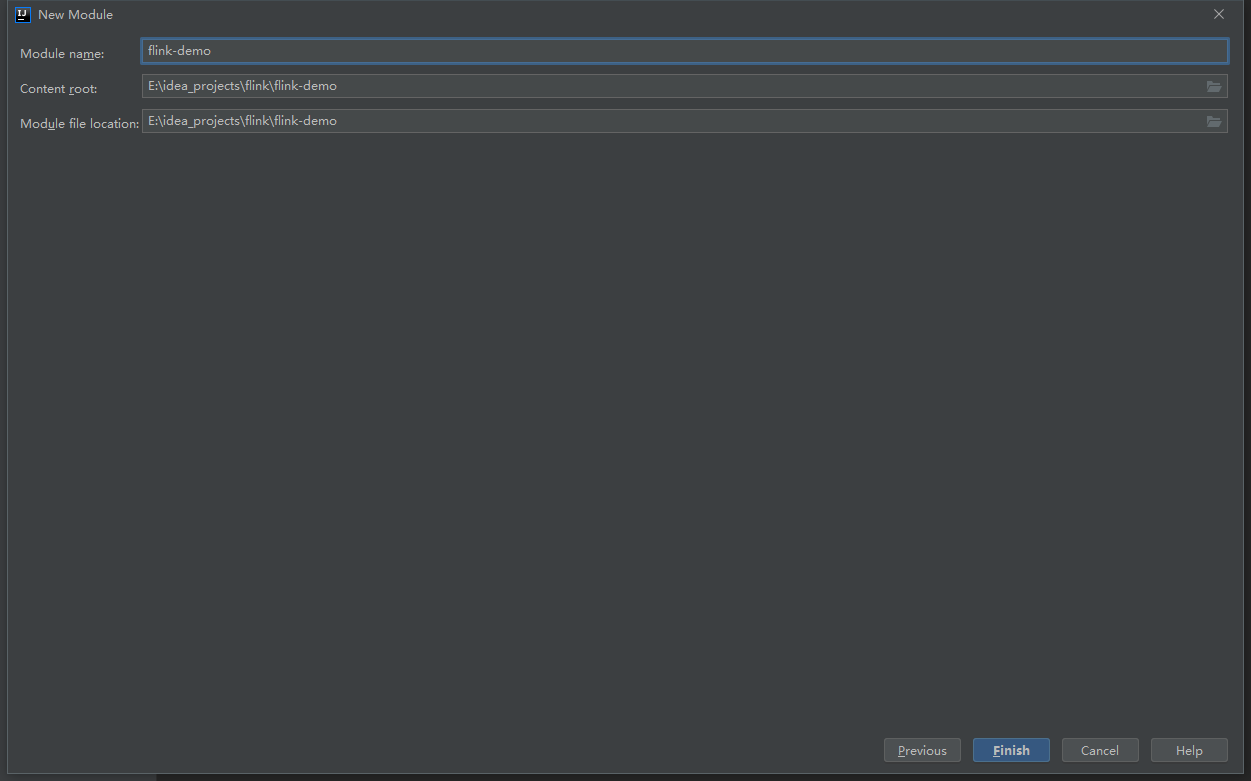 IJ New Module
Module name: flink-demo
Content root: E:\idea_projects\flink\flink-demo
Module file location: E:\idea_projects\flink\flink-demo
Previous Finish Cancel Help